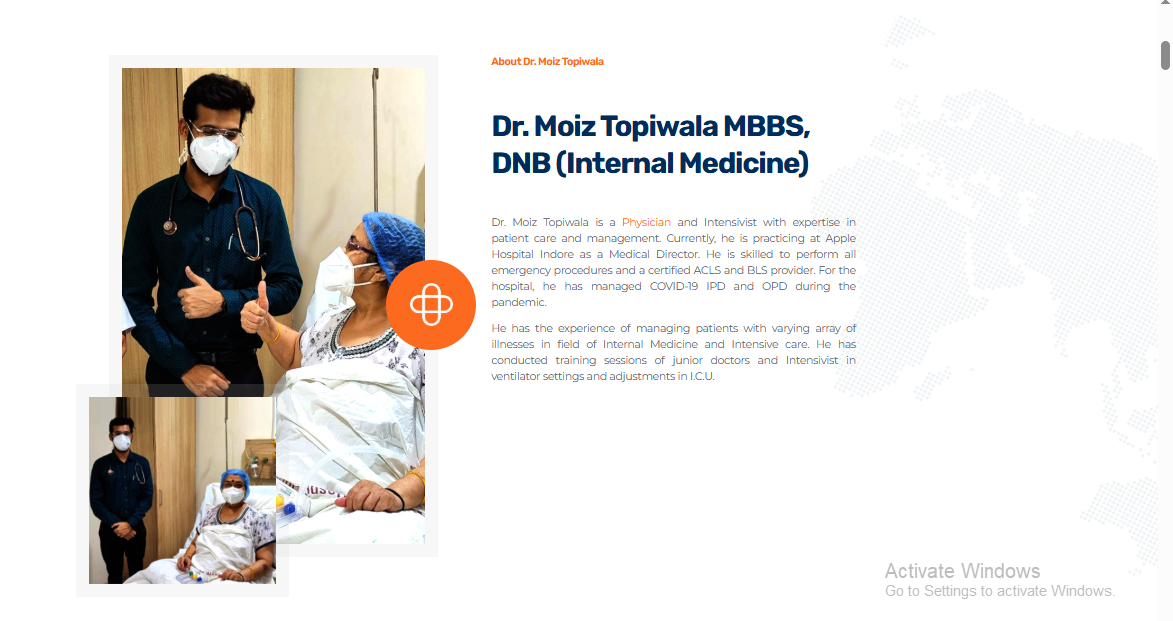 About Dr. Moiz Topiwala
Dr. Moiz Topiwala MBBS,
DNB (Internal Medicine)
Dr. Moiz Topiwala is a Physician and Intensivist with expertise in
patient care and management. Currently, he is practicing at Apple
Hospital Indore as a Medical Director. He is skilled to perform all
emergency procedures and a certified ACLS and BLS provider. For the
hospital, he has managed COVID-19 IPD and OPD during the
pandemic.
He has the experience of managing patients with varying array of
illnesses in field of Internal Medicine and Intensive care. He has
conducted training sessions of junior doctors and Intensivist in
ventilator settings and adjustments in I.C.U.
Activate Windows
Go to Settings to activate Windows.